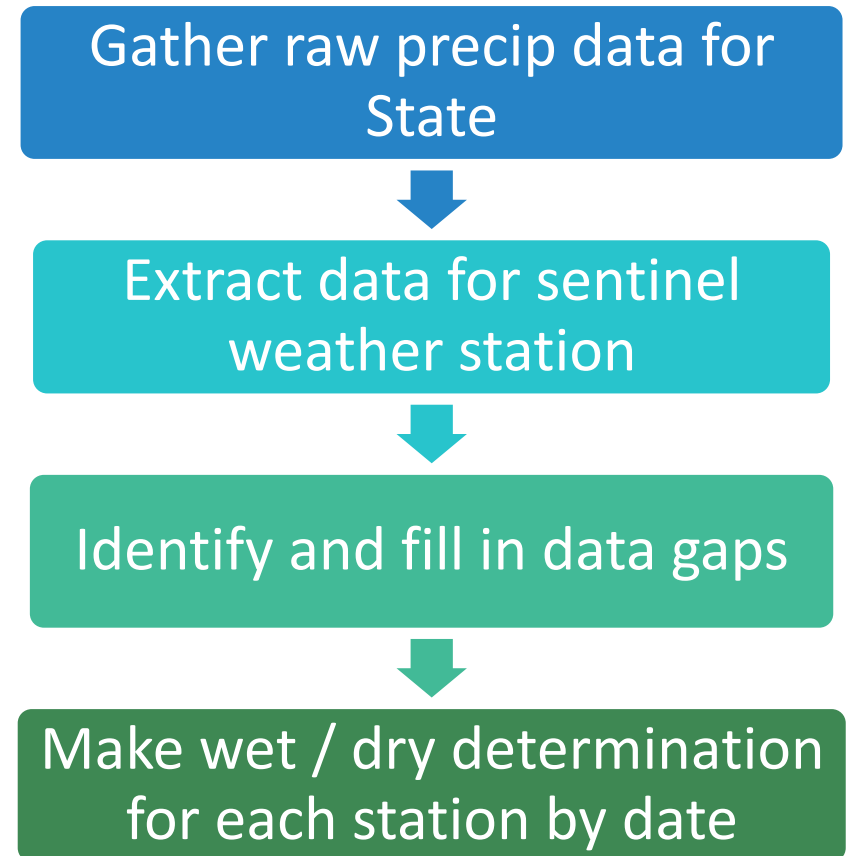 Gather raw precip data for
State
Extract data for sentinel
weather station
Identify and fill in data gaps
Make wet / dry determination
for each station by date